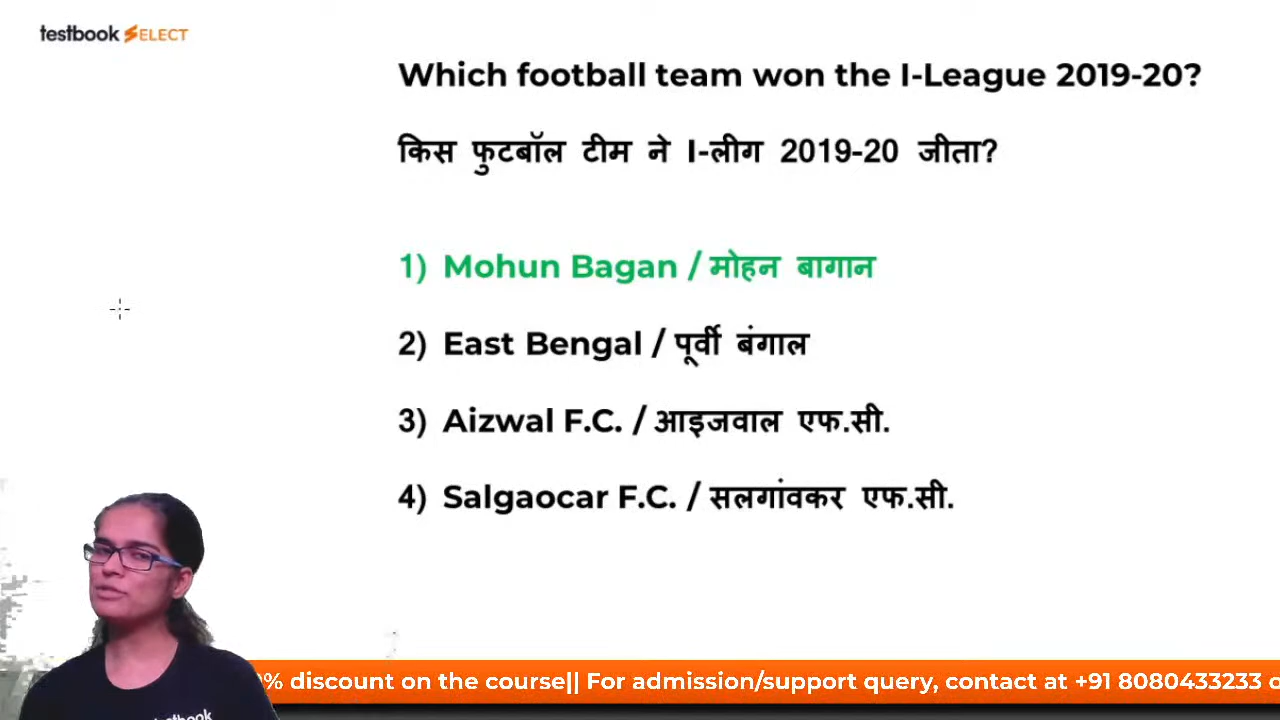 testbook SELECT
Which football team won the I-League 2019-20?
किस फुटबॉल टीम ने I-लीग 2019-20 जीता?
1) Mohun Bagan / मोहन बागान
2) East Bengal / पूर्वी बंगाल
3) Aizwal F.C. / आइजवाल एफ.सी.
4) Salgaocar F.C. / सलगांवकर एफ.सी.
% discount on the course|| For admission/support query, contact at +91 8080433233 o
testbook